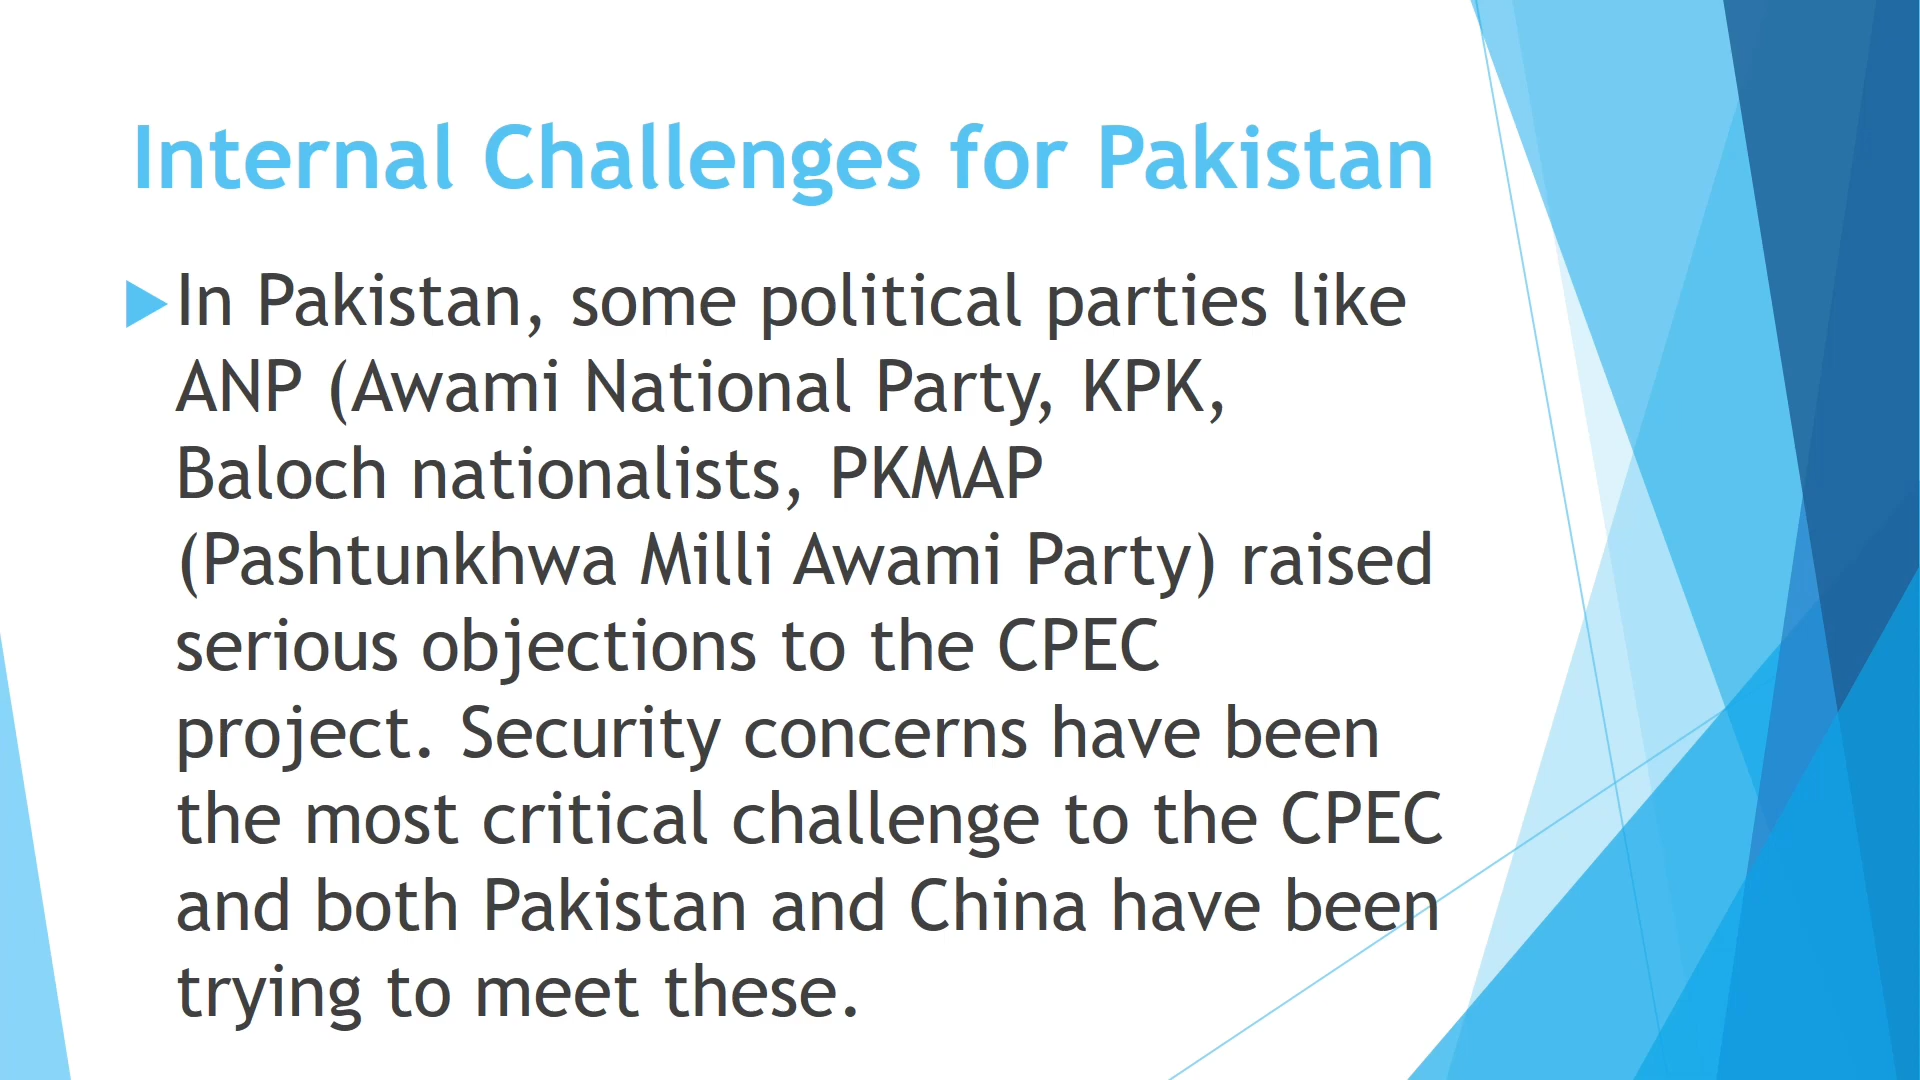 Internal Challenges for Pakistan
In Pakistan, some political parties like
ANP (Awami National Party, KPK,
Baloch nationalists, PKMAP
(Pashtunkhwa Milli Awami Party) raised
serious objections to the CPEC
project. Security concerns have been
the most critical challenge to the CPEC
and both Pakistan and China have been
trying to meet these.